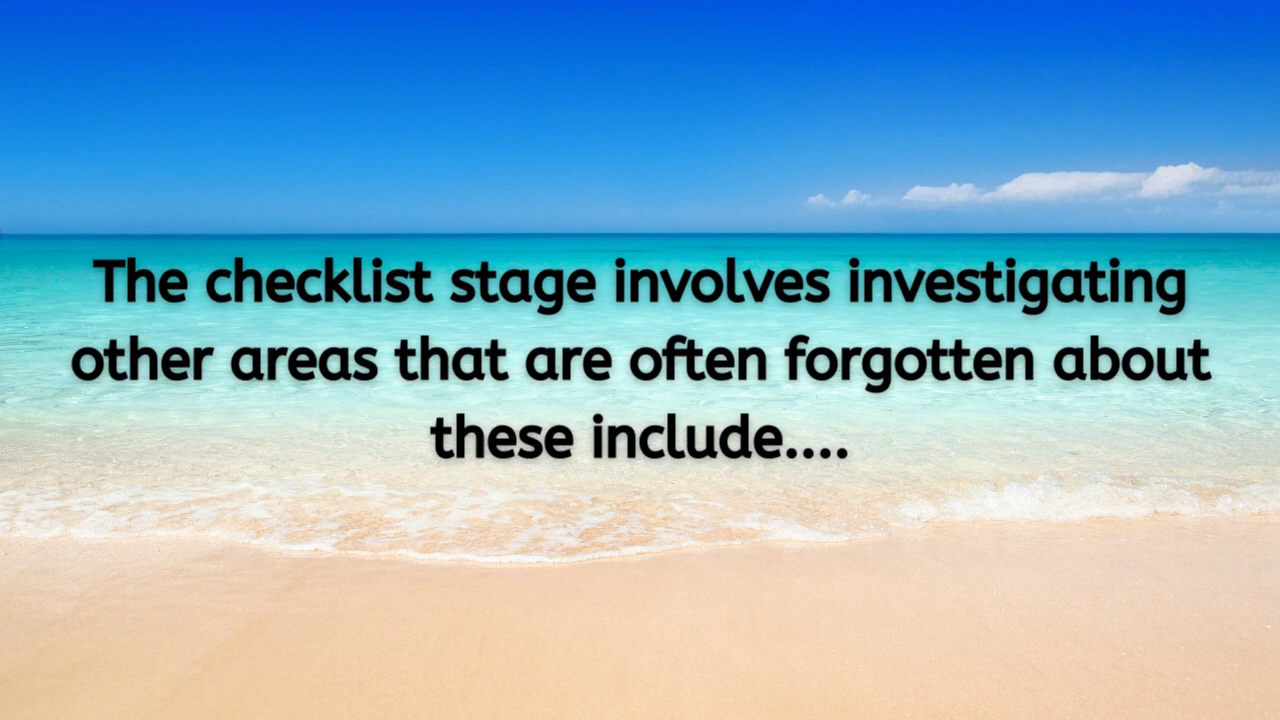 The checklist stage involves investigating
other areas that are often forgotten about
these include....